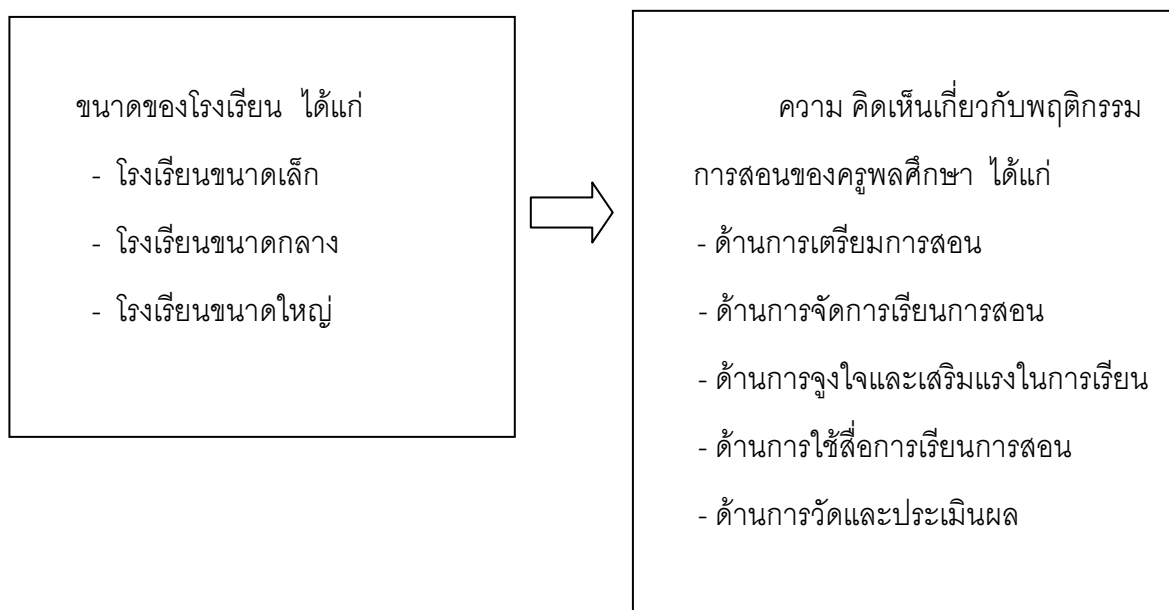 ขนาดของโรงเรียน ได้แก่
- โรงเรียนขนาดเล็ก
- โรงเรียนขนาดกลาง
- โรงเรียนขนาดใหญ่
ความ คิดเห็นเกี่ยวกับพฤติกรรม
การสอนของครูพลศึกษา ได้แก่
- ด้านการเตรียมการสอน
- ด้านการจัดการเรียนการสอน
- ด้านการจูงใจและเสริมแรงในการเรียน
- ด้านการใช้สื่อการเรียนการสอน
- ด้านการวัดและประเมินผล